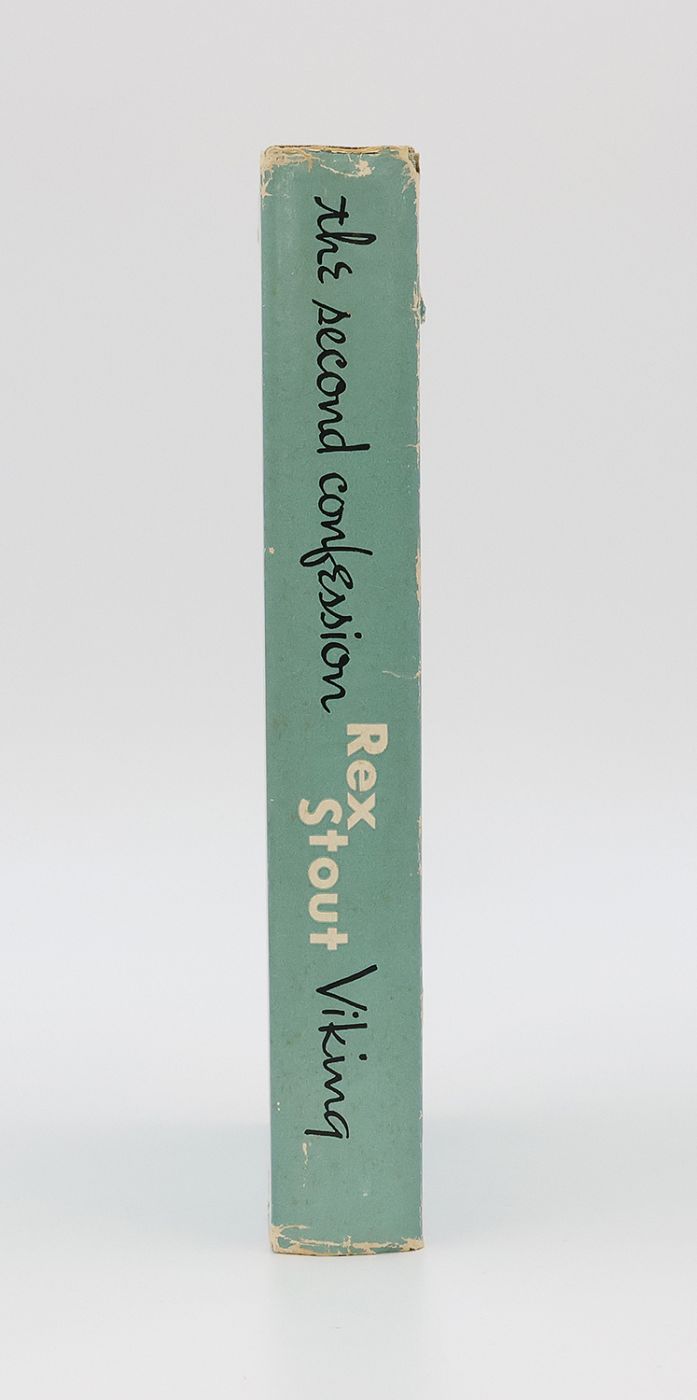 the second confession
Rex
Stout
Viking